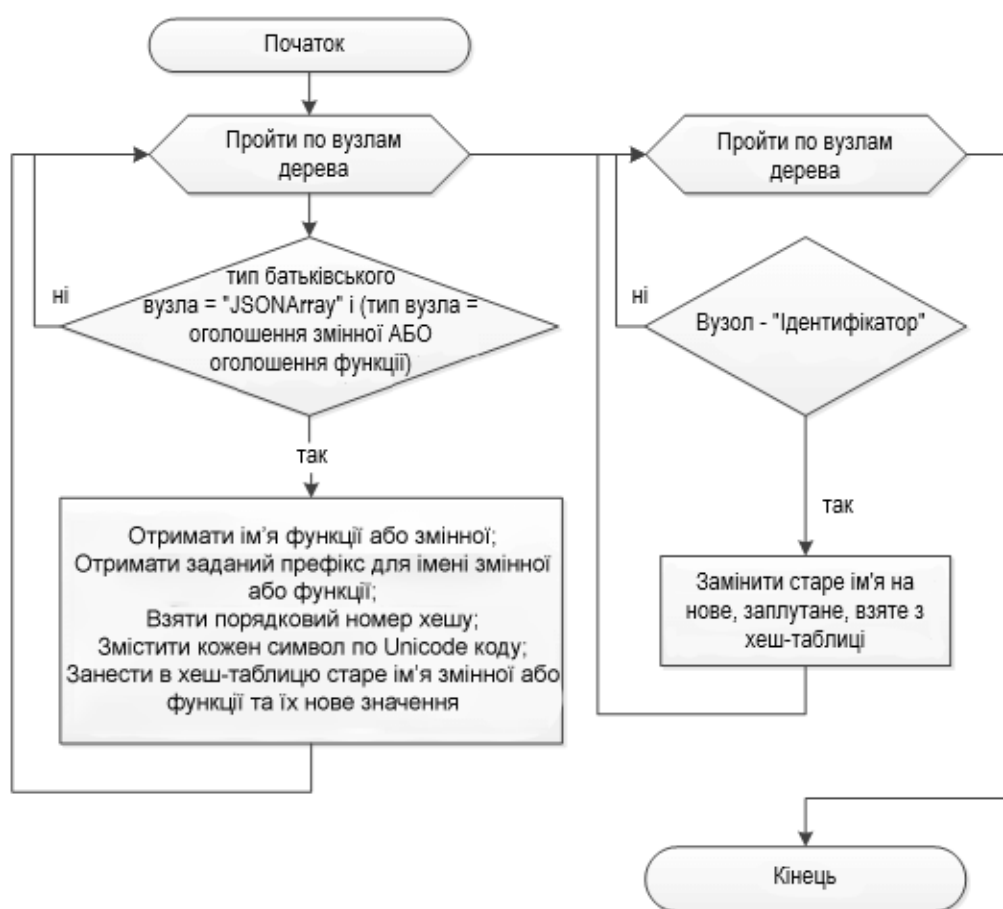 Початок
Пройти по вузлам
дерева
ні
тип батьківського
вузла = "JSONArray" і (тип вузла =
оголошення змінної АБО
оголошення функції)
так
Отримати ім'я функції або змінної;
Отримати заданий префікс для імені змінної
або функції;
Взяти порядковий номер хешу;
Змістити кожен символ по Unicode коду;
Занести в хеш-таблицю старе ім'я змінної або
функції та їх нове значення
Пройти по вузлам
дерева
ні
Вузол - "Ідентифікатор"
так
Замінити старе ім'я на
нове, заплутане, взяте з
хеш-таблиці
Кінець